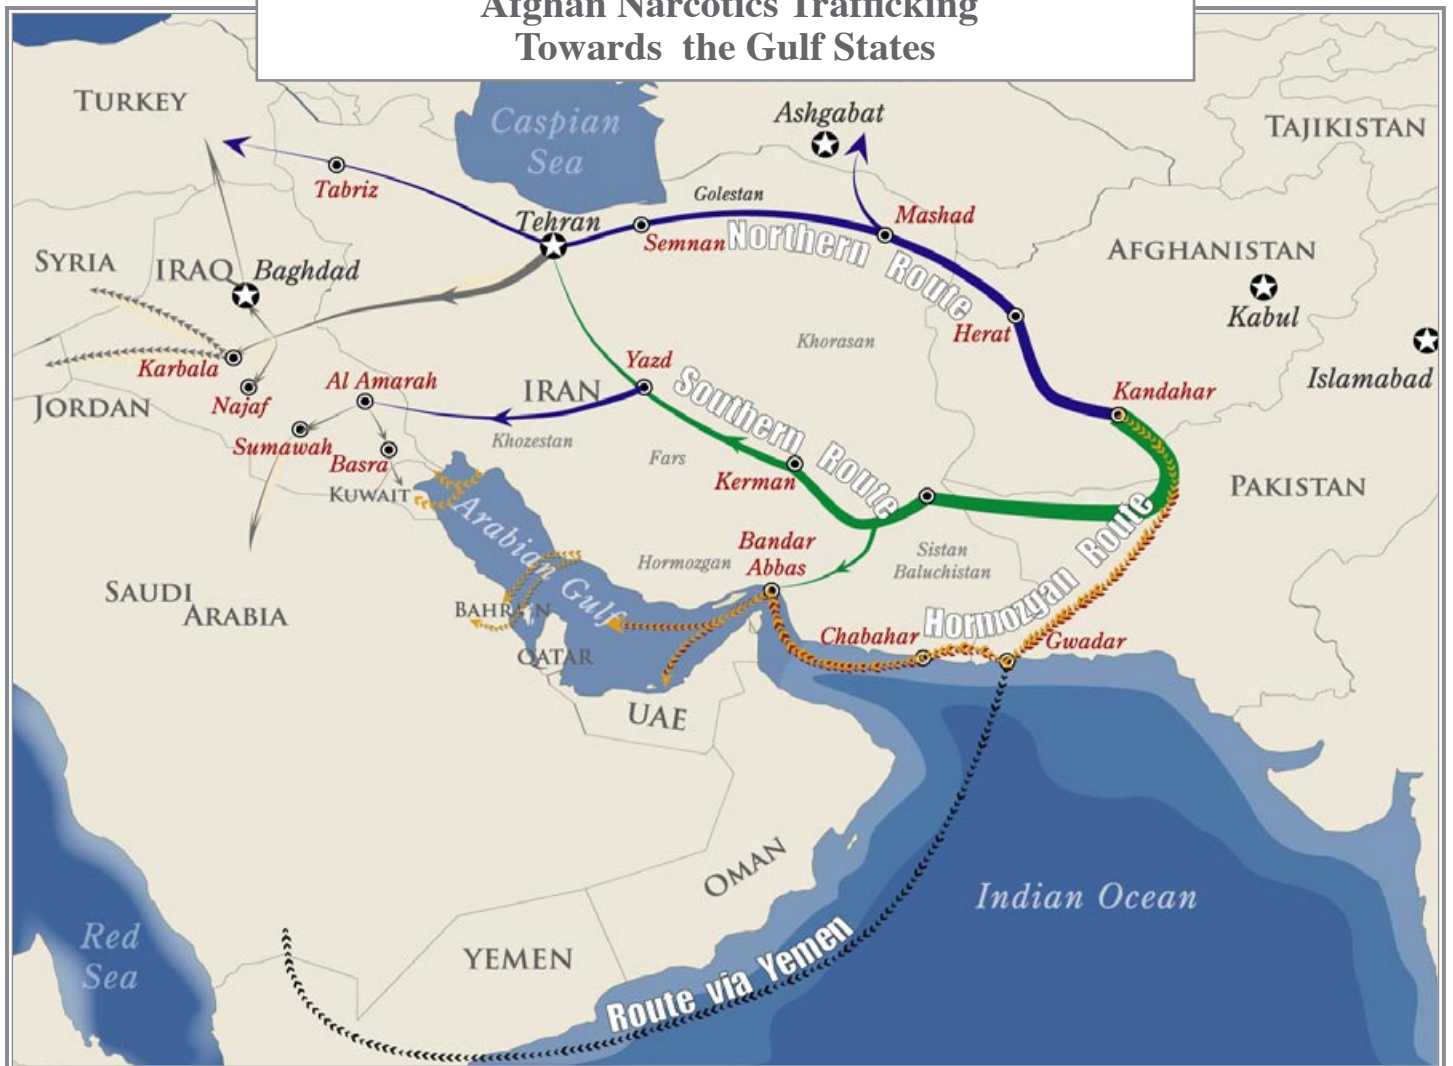 Afghan Narcotics Trafficking
Towards the Gulf States
TURKEY
Caspian
Sea
Ashgabat
TAJIKISTAN
Tabriz
Golestan
Tehran
Semnan
Mashad
Northern Route
AFGHANISTAN
SYRIA
IRAQ
Baghdad
Kabul
Herat
Khorasan
Islamabad
Karbala
Yazd
Al Amarah
IRAN
Southern Route
Kandahar
JORDAN
Najaf
Khozestan
Sumawah
Basra
Fars
Kerman
KUWAIT
PAKISTAN
Arabian Gulf
Bandar
Abbas
Hormozgan
Sistan
Baluchistan
Hormozgan Route
SAUDI
ARABIA
BAHRAIN
Chabahar
Gwadar
QATAR
UAE
OMAN
Indian Ocean
Red
Sea
YEMEN
Route via Yemen